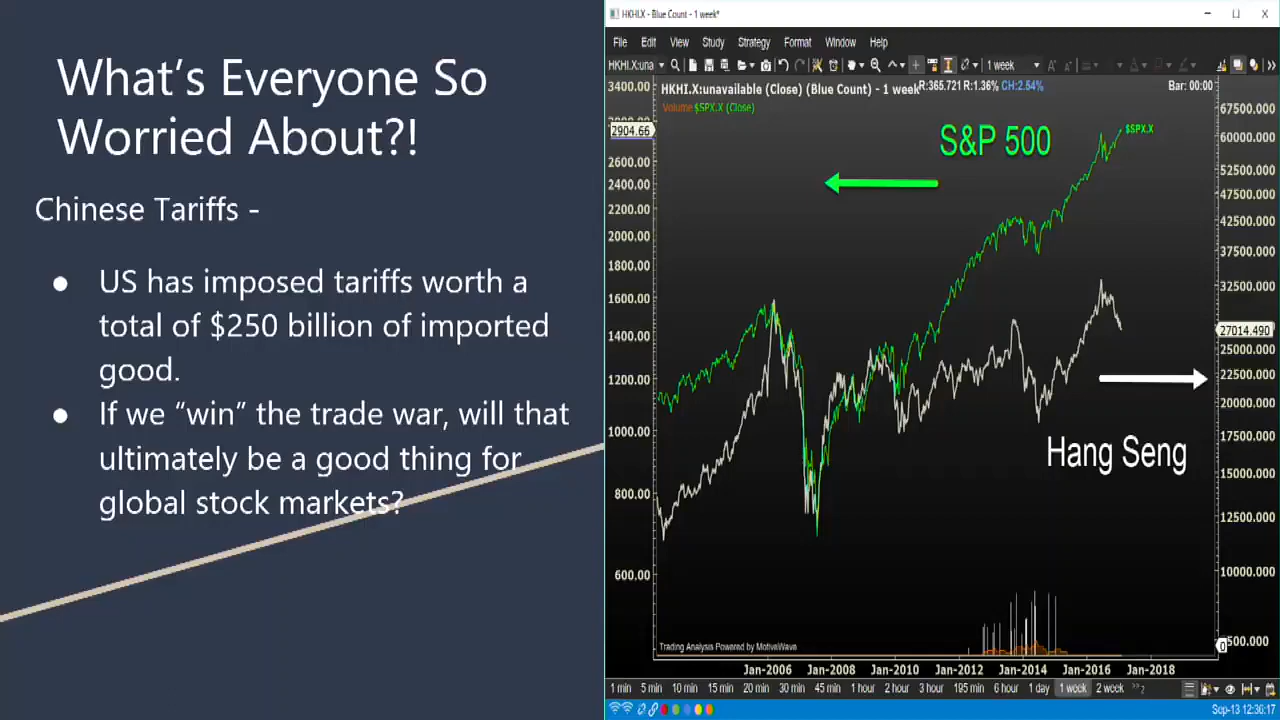 What's Everyone So
Worried About?!
Chinese Tariffs -
● US has imposed tariffs worth a
total of $250 billion of imported
good.
● If we “win” the trade war, will that
ultimately be a good thing for
global stock markets?
HKHI.X - Blue Count - 1 week*
File Edit View Study Strategy Format Window Help
HKHI.X:una 1 week
HKHI.X:unavailable (Close) (Blue Count) - 1 week R:365.721 R:1.36% CH:2.54% Bar: 00:00
Volume $SPX.X (Close)
S&P 500
$SPX.X
Hang Seng
3400.00
2904.66
2600.00
2400.00
2200.00
2000.00
1800.00
1600.00
1400.00
1200.00
1000.00
800.00
600.00
67500.000
60000.000
52500.000
47500.000
42500.000
37500.000
32500.000
27014.490
25000.000
22500.000
20000.000
17500.000
15000.000
12500.000
10000.000
0
500.000
Trading Analysis Powered by MotiveWave
Jan-2006 Jan-2008 Jan-2010 Jan-2012 Jan-2014 Jan-2016 Jan-2018
1 min 5 min 10 min 15 min 20 min 30 min 45 min 1 hour 2 hour 3 hour 195 min 6 hour 1 day 1 week 2 week "2
Sep-13 12:36:17